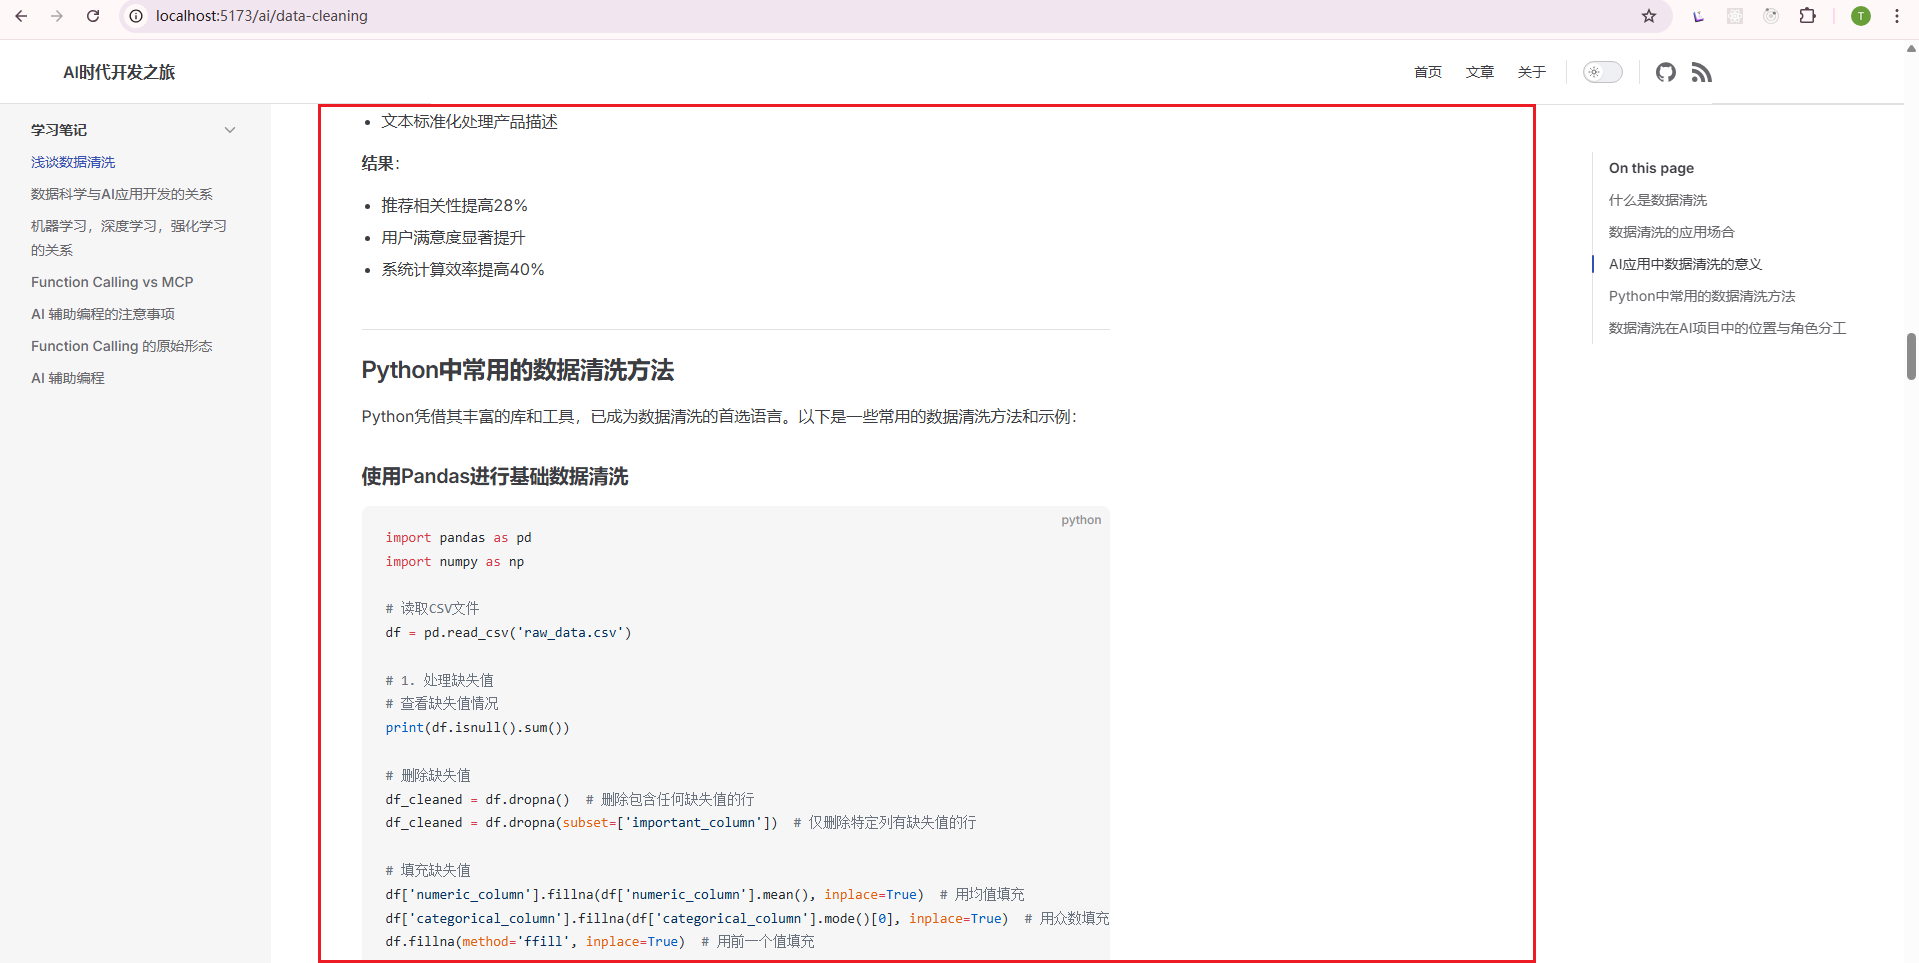 localhost:5173/ai/data-cleaning
T
AI时代开发之旅
首页
文章
关于
学习笔记
浅谈数据清洗
数据科学与AI应用开发的关系
机器学习，深度学习，强化学习
的关系
Function Calling vs MCP
AI 辅助编程的注意事项
Function Calling 的原始形态
AI 辅助编程
文本标准化处理产品描述
结果：
推荐相关性提高28%
用户满意度显著提升
系统计算效率提高40%
Python中常用的数据清洗方法
Python凭借其丰富的库和工具，已成为数据清洗的首选语言。以下是一些常用的数据清洗方法和示例：
使用Pandas进行基础数据清洗
python
import pandas as pd
import numpy as np
# 读取CSV文件
df = pd.read_csv('raw_data.csv')
# 1. 处理缺失值
# 查看缺失值情况
print(df.isnull().sum())
# 删除缺失值
df_cleaned = df.dropna()  # 删除包含任何缺失值的行
df_cleaned = df.dropna(subset=['important_column'])  # 仅删除特定列有缺失值的行
# 填充缺失值
df['numeric_column'].fillna(df['numeric_column'].mean(), inplace=True)  # 用均值填充
df['categorical_column'].fillna(df['categorical_column'].mode()[0], inplace=True)  # 用众数填充
df.fillna(method='ffill', inplace=True)  # 用前一个值填充
On this page
什么是数据清洗
数据清洗的应用场合
AI应用中数据清洗的意义
Python中常用的数据清洗方法
数据清洗在AI项目中的位置与角色分工